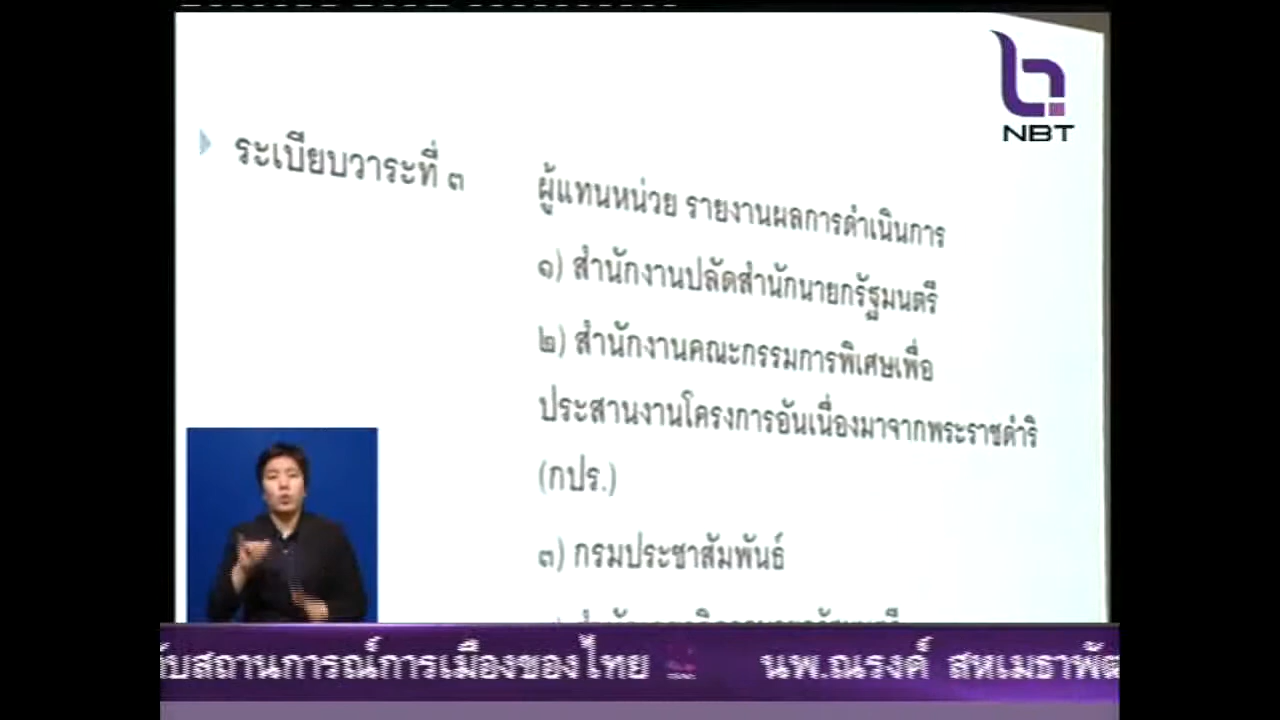 NBT
ระเบียบวาระที่ ๓
ผู้แทนหน่วย รายงานผลการดำเนินการ
๑) สำนักงานปลัดสำนักนายกรัฐมนตรี
๒) สำนักงานคณะกรรมการพิเศษเพื่อ
ประสานงานโครงการอันเนื่องมาจากพระราชดำริ
(กปร.)
๓) กรมประชาสัมพันธ์
กับสถานการณ์การเมืองของไทย นพ.ณรงค์ สหเมธาพัฒ